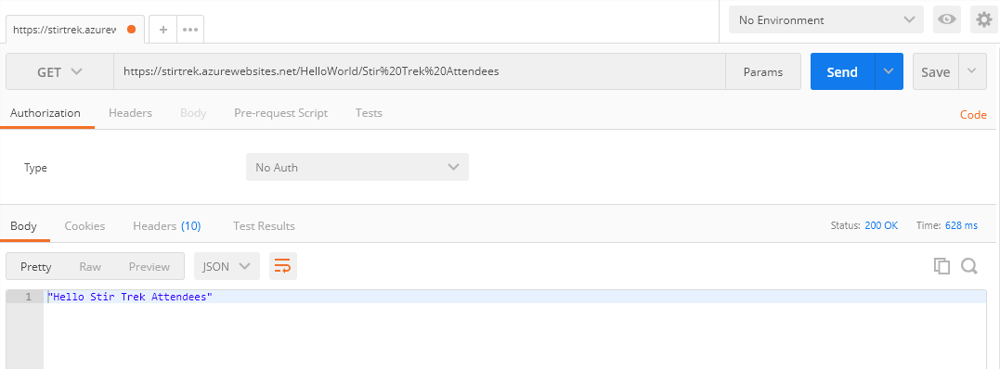 https://stirtrek.azurew
No Environment
GET https://stirtrek.azurewebsites.net/HelloWorld/Stir%20Trek%20Attendees Params Send Save
Authorization Headers Body Pre-request Script Tests Code
Type No Auth
Body Cookies Headers (10) Test Results Status: 200 OK Time: 628 ms
Pretty Raw Preview JSON
1 "Hello Stir Trek Attendees"